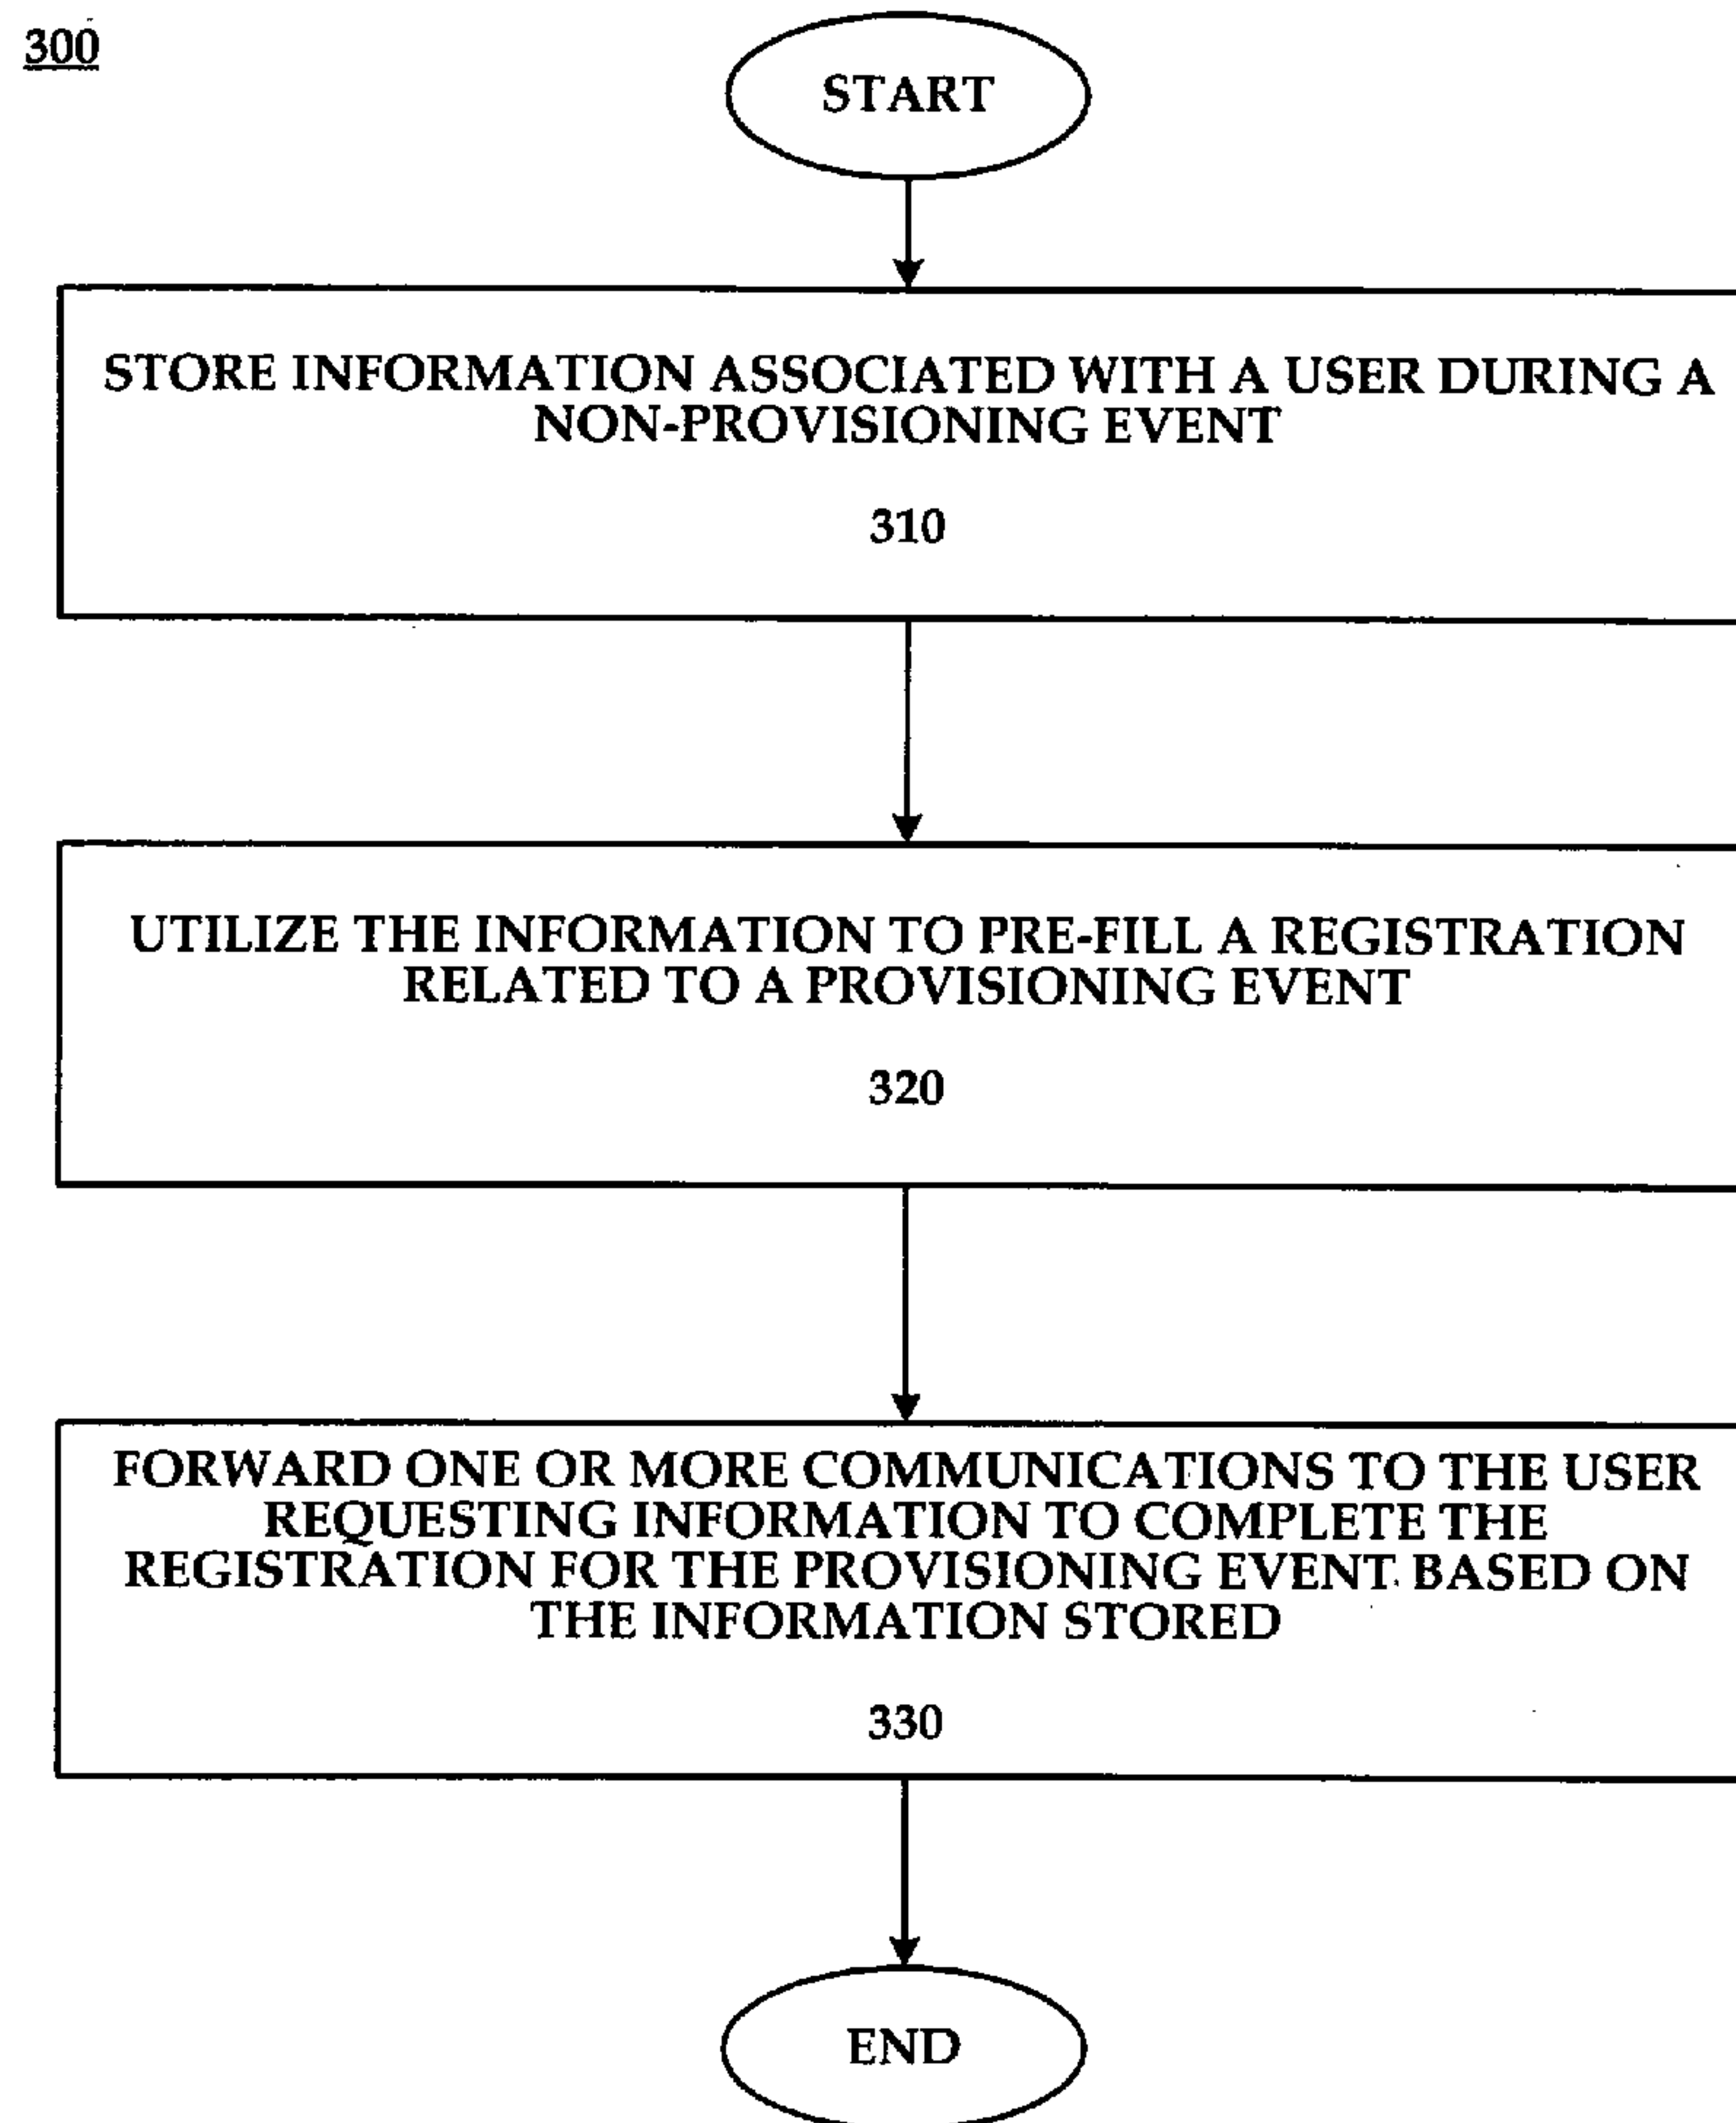 300
START
STORE INFORMATION ASSOCIATED WITH A USER DURING A
NON-PROVISIONING EVENT
310
UTILIZE THE INFORMATION TO PRE-FILL A REGISTRATION
RELATED TO A PROVISIONING EVENT
320
FORWARD ONE OR MORE COMMUNICATIONS TO THE USER
REQUESTING INFORMATION TO COMPLETE THE
REGISTRATION FOR THE PROVISIONING EVENT BASED ON
THE INFORMATION STORED
330
END